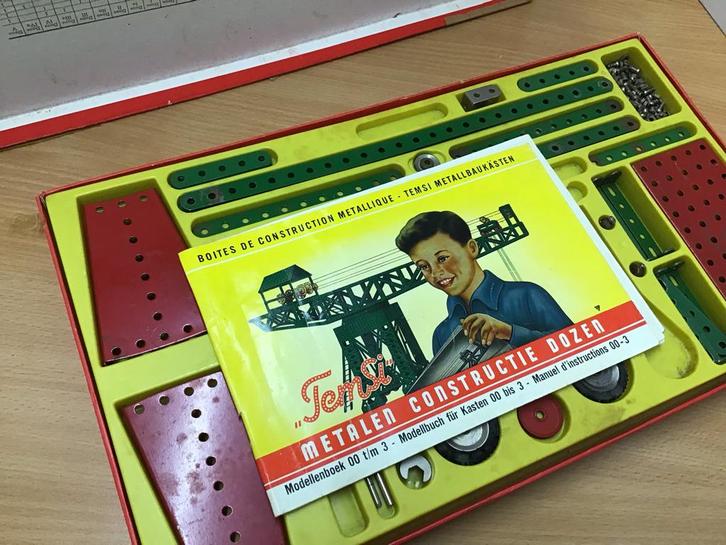 BOITES DE CONSTRUCTION METALLIQUE - TEMSI METALLBAUKÄSTEN
„TemSi"
METALEN CONSTRUCTIE DOZEN
Modellenboek 00 t/m 3 - Modellbuch für Kasten 00 bis 3 - Manuel d'instructions 00-3